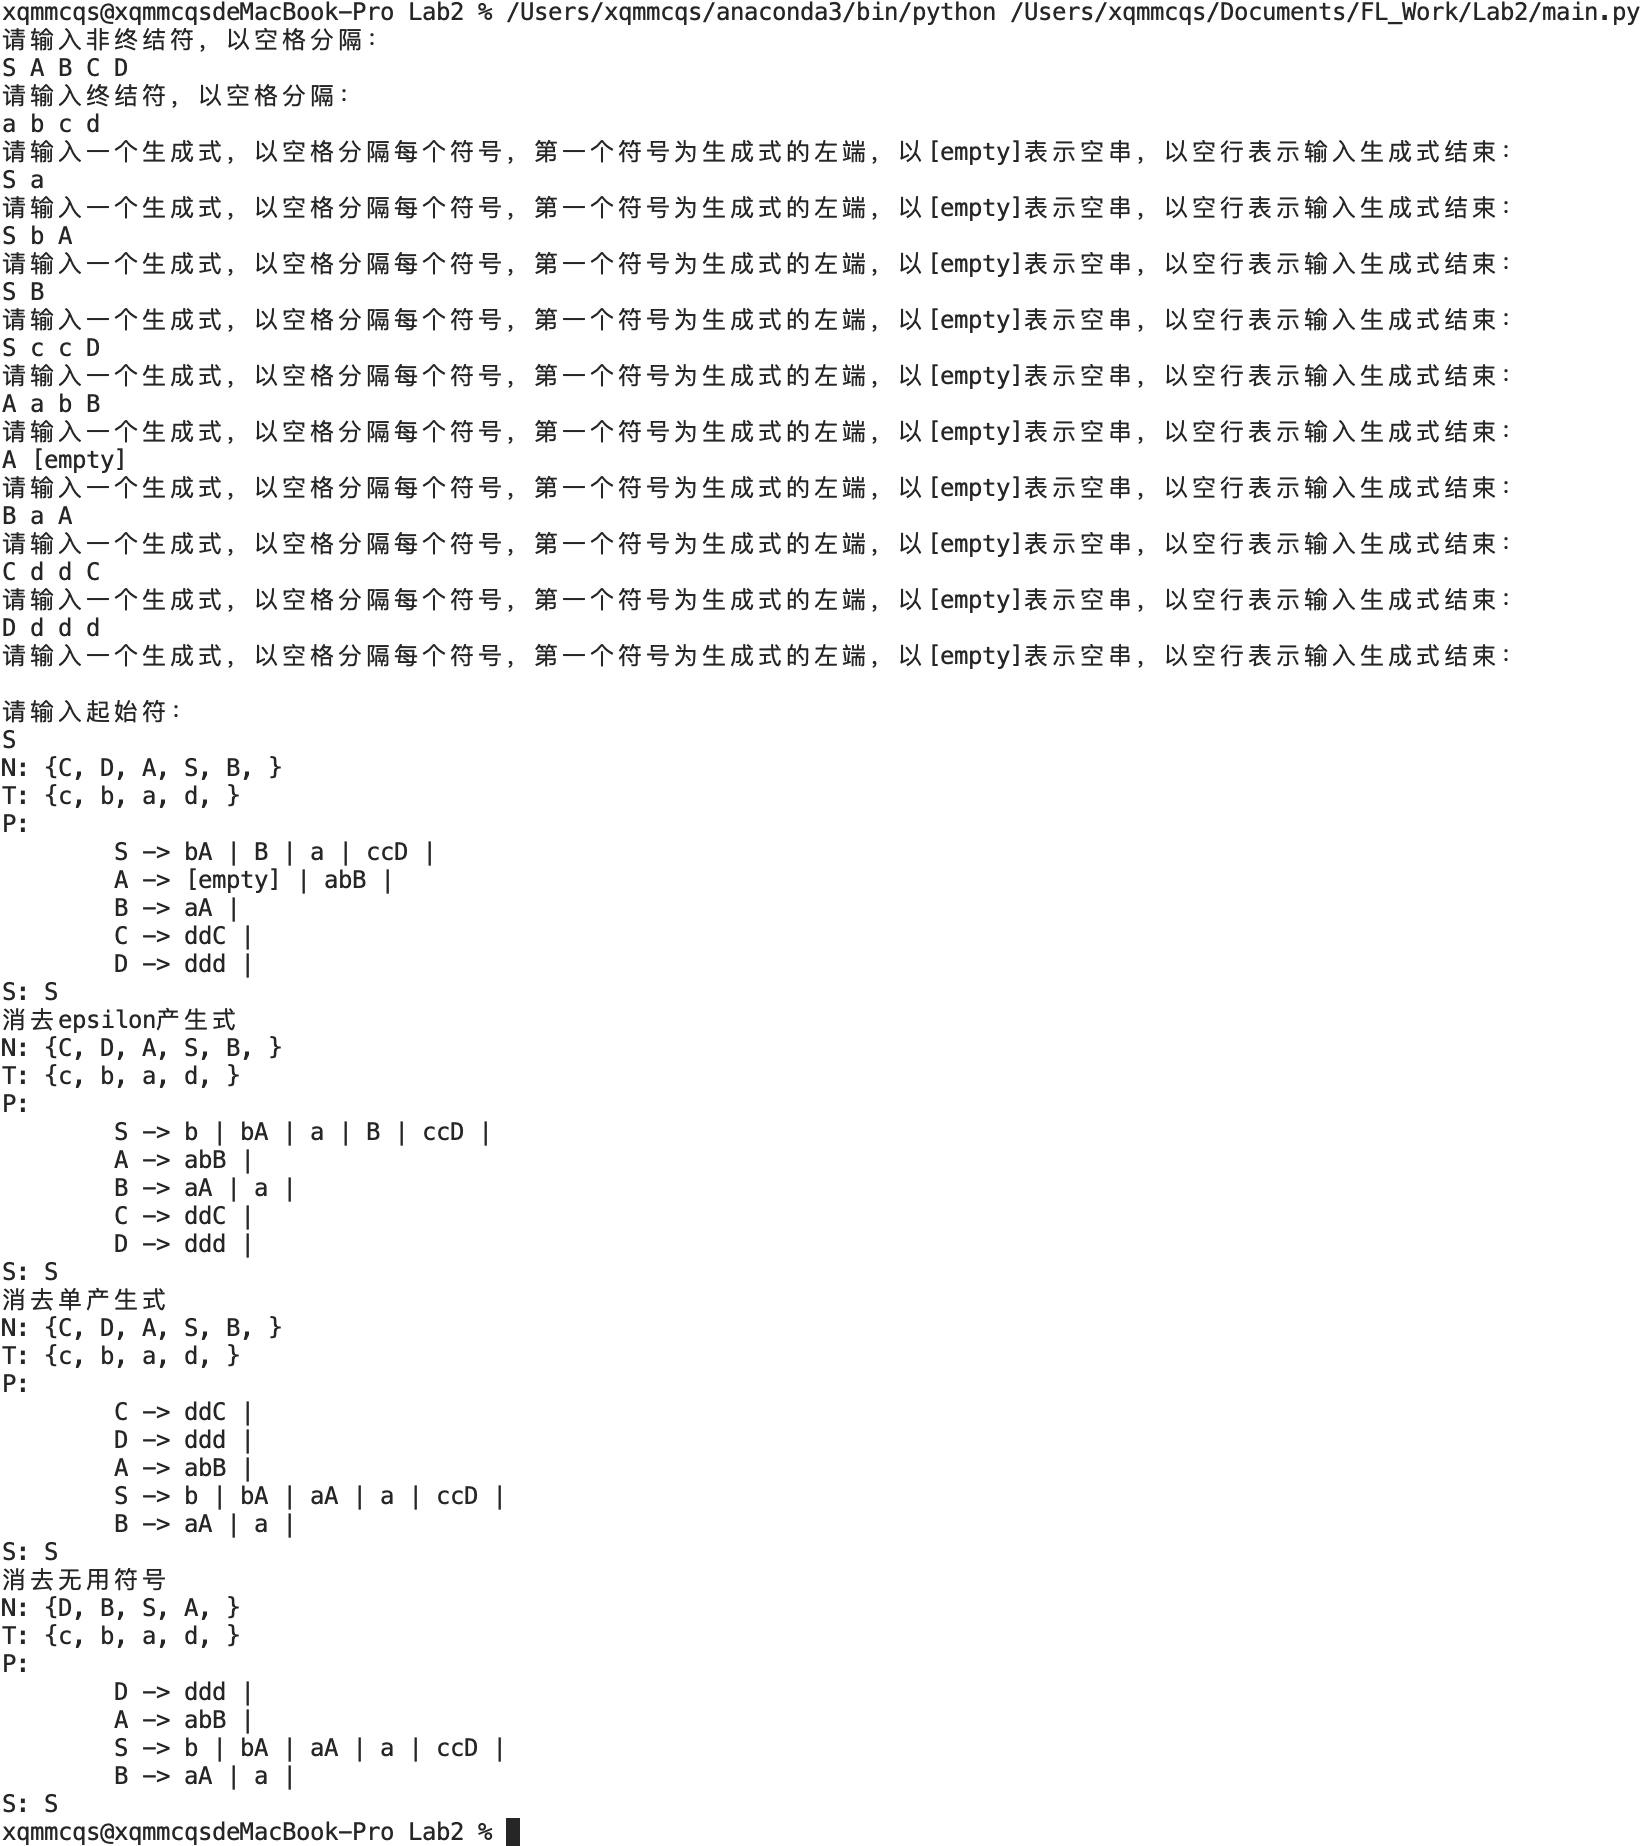 xqmmcqs@xqmmcqsdeMacBook-Pro Lab2 % /Users/xqmmcqs/anaconda3/bin/python /Users/xqmmcqs/Documents/FL_Work/Lab2/main.py
请输入非终结符，以空格分隔：
S A B C D
请输入终结符，以空格分隔：
a b c d
请输入一个生成式，以空格分隔每个符号，第一个符号为生成式的左端，以[empty]表示空串，以空行表示输入生成式结束：
S a
请输入一个生成式，以空格分隔每个符号，第一个符号为生成式的左端，以[empty]表示空串，以空行表示输入生成式结束：
S b A
请输入一个生成式，以空格分隔每个符号，第一个符号为生成式的左端，以[empty]表示空串，以空行表示输入生成式结束：
S B
请输入一个生成式，以空格分隔每个符号，第一个符号为生成式的左端，以[empty]表示空串，以空行表示输入生成式结束：
S c c D
请输入一个生成式，以空格分隔每个符号，第一个符号为生成式的左端，以[empty]表示空串，以空行表示输入生成式结束：
A a b B
请输入一个生成式，以空格分隔每个符号，第一个符号为生成式的左端，以[empty]表示空串，以空行表示输入生成式结束：
A [empty]
请输入一个生成式，以空格分隔每个符号，第一个符号为生成式的左端，以[empty]表示空串，以空行表示输入生成式结束：
B a A
请输入一个生成式，以空格分隔每个符号，第一个符号为生成式的左端，以[empty]表示空串，以空行表示输入生成式结束：
C d d C
请输入一个生成式，以空格分隔每个符号，第一个符号为生成式的左端，以[empty]表示空串，以空行表示输入生成式结束：
D d d d
请输入一个生成式，以空格分隔每个符号，第一个符号为生成式的左端，以[empty]表示空串，以空行表示输入生成式结束：

请输入起始符：
S
N: {C, D, A, S, B, }
T: {c, b, a, d, }
P:
        S -> bA | B | a | ccD |
        A -> [empty] | abB |
        B -> aA |
        C -> ddC |
        D -> ddd |
S: S
消去epsilon产生式
N: {C, D, A, S, B, }
T: {c, b, a, d, }
P:
        S -> b | bA | a | B | ccD |
        A -> abB |
        B -> aA | a |
        C -> ddC |
        D -> ddd |
S: S
消去单产生式
N: {C, D, A, S, B, }
T: {c, b, a, d, }
P:
        C -> ddC |
        D -> ddd |
        A -> abB |
        S -> b | bA | aA | a | ccD |
        B -> aA | a |
S: S
消去无用符号
N: {D, B, S, A, }
T: {c, b, a, d, }
P:
        D -> ddd |
        A -> abB |
        S -> b | bA | aA | a | ccD |
        B -> aA | a |
S: S
xqmmcqs@xqmmcqsdeMacBook-Pro Lab2 %